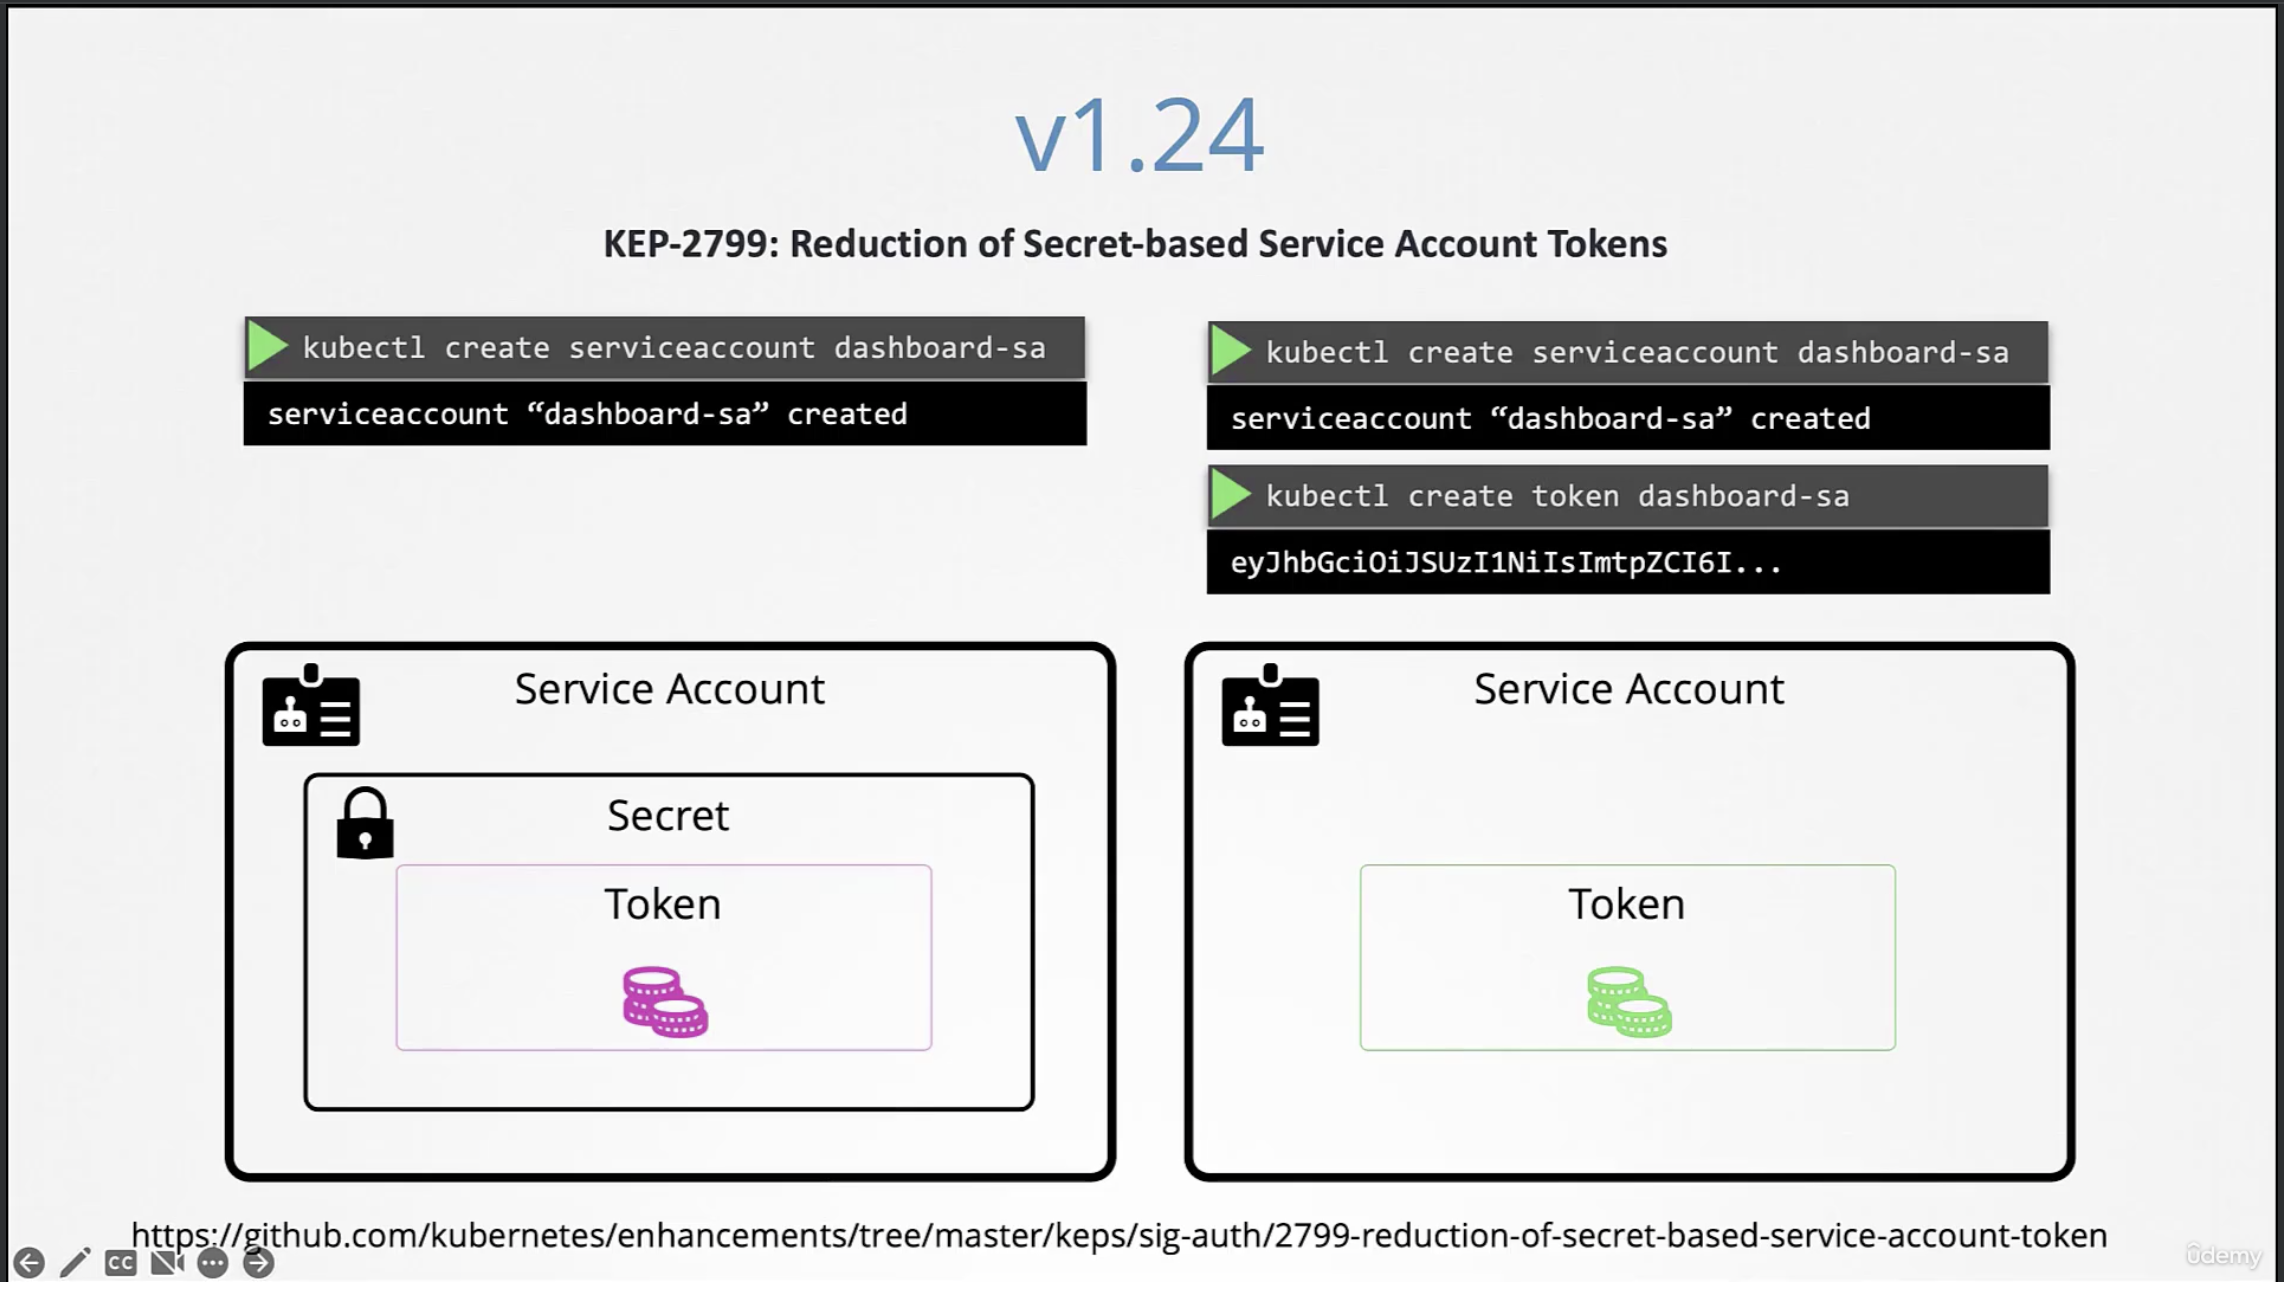 v1.24
KEP-2799: Reduction of Secret-based Service Account Tokens
kubectl create serviceaccount dashboard-sa
serviceaccount “dashboard-sa” created
kubectl create serviceaccount dashboard-sa
serviceaccount “dashboard-sa” created
kubectl create token dashboard-sa
eyJhbGciOiJSUzI1NiIsImtpZCI6I...
Service Account
Secret
Token
Service Account
Token
https://github.com/kubernetes/enhancements/tree/master/keps/sig-auth/2799-reduction-of-secret-based-service-account-token
CC
ûdemy